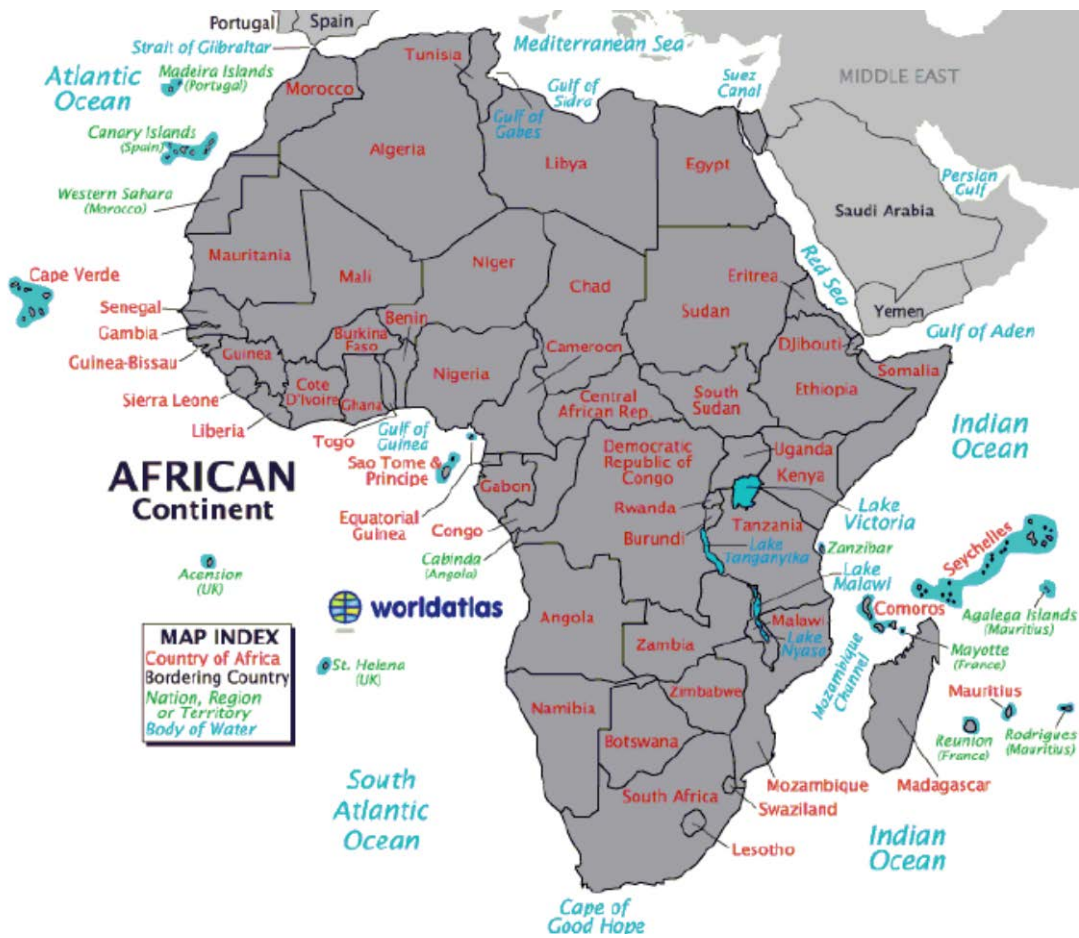 Portugal
Spain
Strait of Giibraltar
Mediterranean Sea
Atlantic
Ocean
Madeira Islands
(Portugal)
Tunisia
Morocco
Gulf of
Sidra
Gulf of
Gabes
Suez
Canal
MIDDLE EAST
Canary Islands
(Spain)
Algeria
Libya
Egypt
Western Sahara
(Morocco)
Persian
Gulf
Saudi Arabia
Red Sea
Mauritania
Mali
Niger
Chad
Eritrea
Sudan
Yemen
Gulf of Aden
Cape Verde
Senegal
Gambia
Guinea-Bissau
Guinea
Burkina
Faso
Benin
Cameroon
Nigeria
Djibouti
Somalia
Ethiopia
Sierra Leone
Cote
D'Ivoire
Ghana
Central
African Rep.
South
Sudan
Liberia
Togo
Gulf of
Guinea
Indian
Ocean
AFRICAN
Continent
Sao Tome &
Principe
Gabon
Democratic
Republic of
Congo
Uganda
Kenya
Equatorial
Guinea
Congo
Rwanda
Burundi
Tanzania
Lake
Victoria
Cabinda
(Angola)
Lake
Tanganyika
Zanzibar
Lake
Malawi
Seychelles
Acension
(UK)
worldatlas
Angola
Zambia
Malawi
Lake
Nyasa
Comoros
Agalega Islands
(Mauritius)
Mayotte
(France)
MAP INDEX
Country of Africa
Bordering Country
Nation, Region
or Territory
Body of Water
St. Helena
(UK)
Mozambique
Channel
Namibia
Zimbabwe
Botswana
Mauritius
Reunion
(France)
Rodrigues
(Mauritius)
Madagascar
South
Atlantic
Ocean
South Africa
Mozambique
Swaziland
Lesotho
Indian
Ocean
Cape of
Good Hope